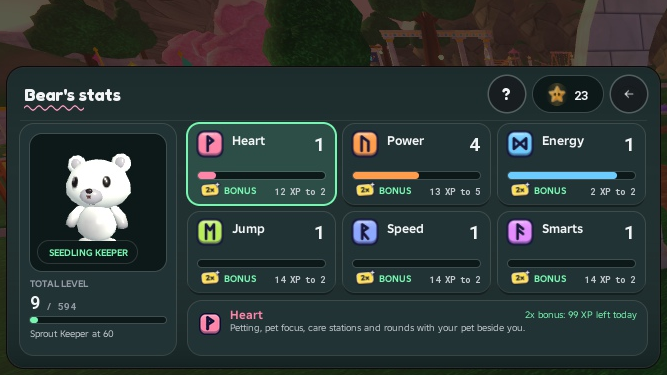 Bear's stats
?
23
←
SEEDLING KEEPER
TOTAL LEVEL
9 / 594
Sprout Keeper at 60
Heart 1
2x BONUS 12 XP to 2
Power 4
2x BONUS 13 XP to 5
Energy 1
2x BONUS 2 XP to 2
Jump 1
2x BONUS 14 XP to 2
Speed 1
2x BONUS 14 XP to 2
Smarts 1
2x BONUS 14 XP to 2
Heart 2x bonus: 99 XP left today
Petting, pet focus, care stations and rounds with your pet beside you.